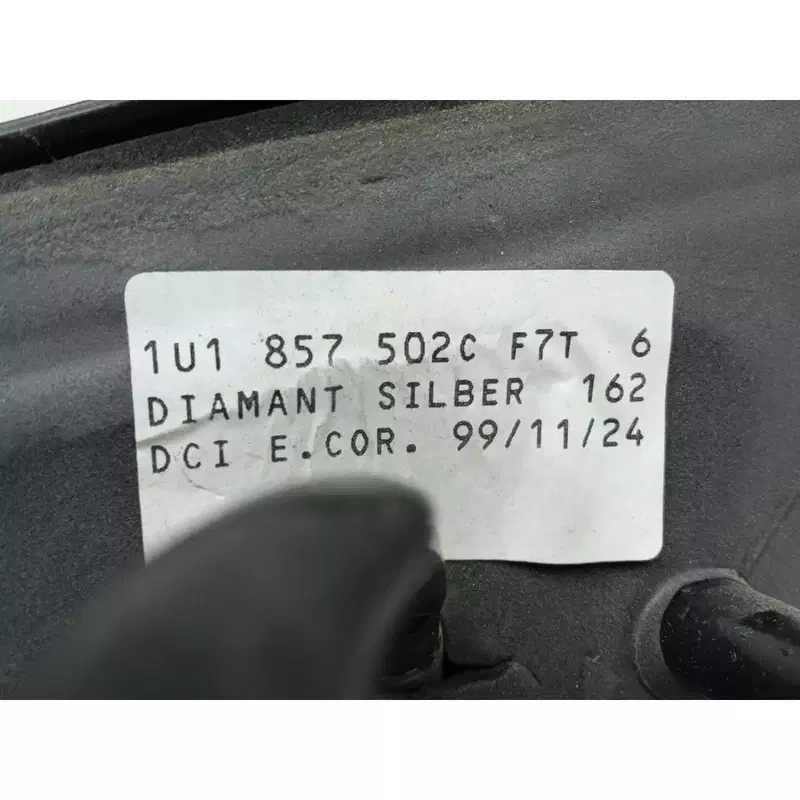 1U1 857 502C F7T 6
DIAMANT SILBER 162
DCI E.COR. 99/11/24